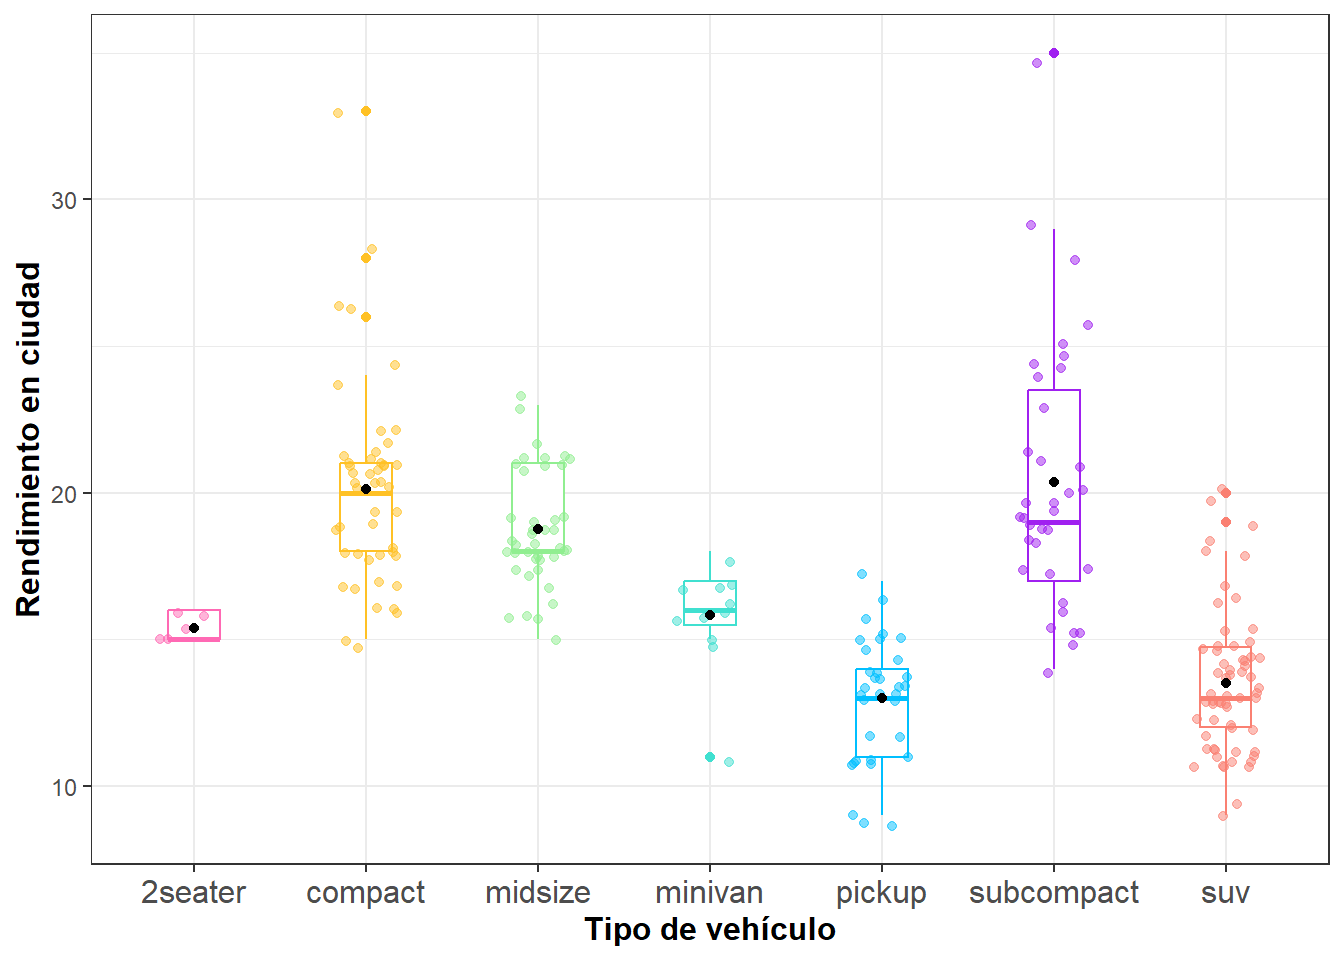 Rendimiento en ciudad
30
20
10
2seater compact midsize minivan pickup subcompact suv
Tipo de vehículo